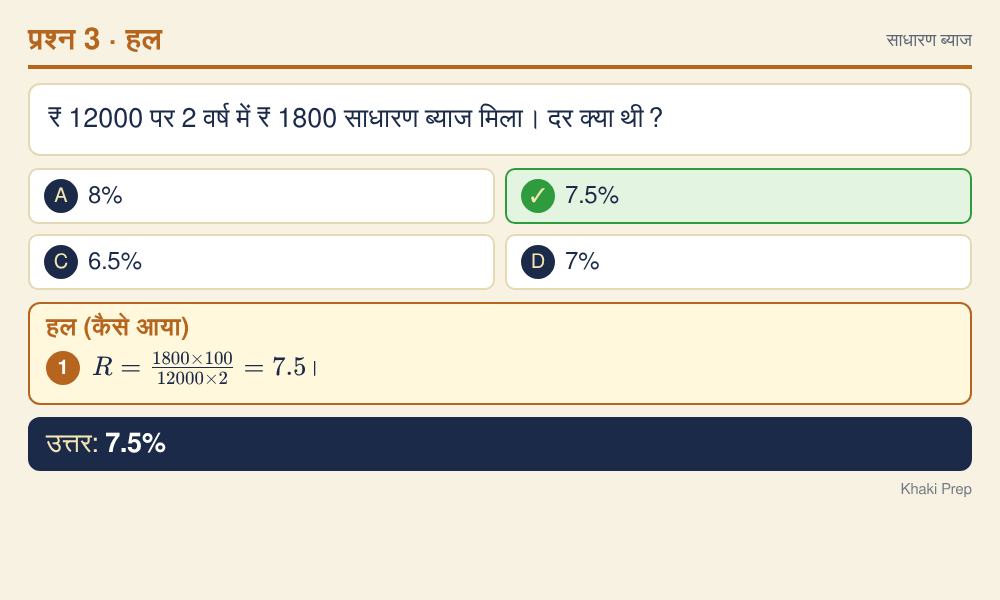 प्रश्न 3 · हल
साधारण ब्याज
₹ 12000 पर 2 वर्ष में ₹ 1800 साधारण ब्याज मिला। दर क्या थी ?
A 8%
✓ 7.5%
C 6.5%
D 7%
हल (कैसे आया)
1 R = \frac{1800×100}{12000×2} = 7.5।
उत्तर: 7.5%
Khaki Prep